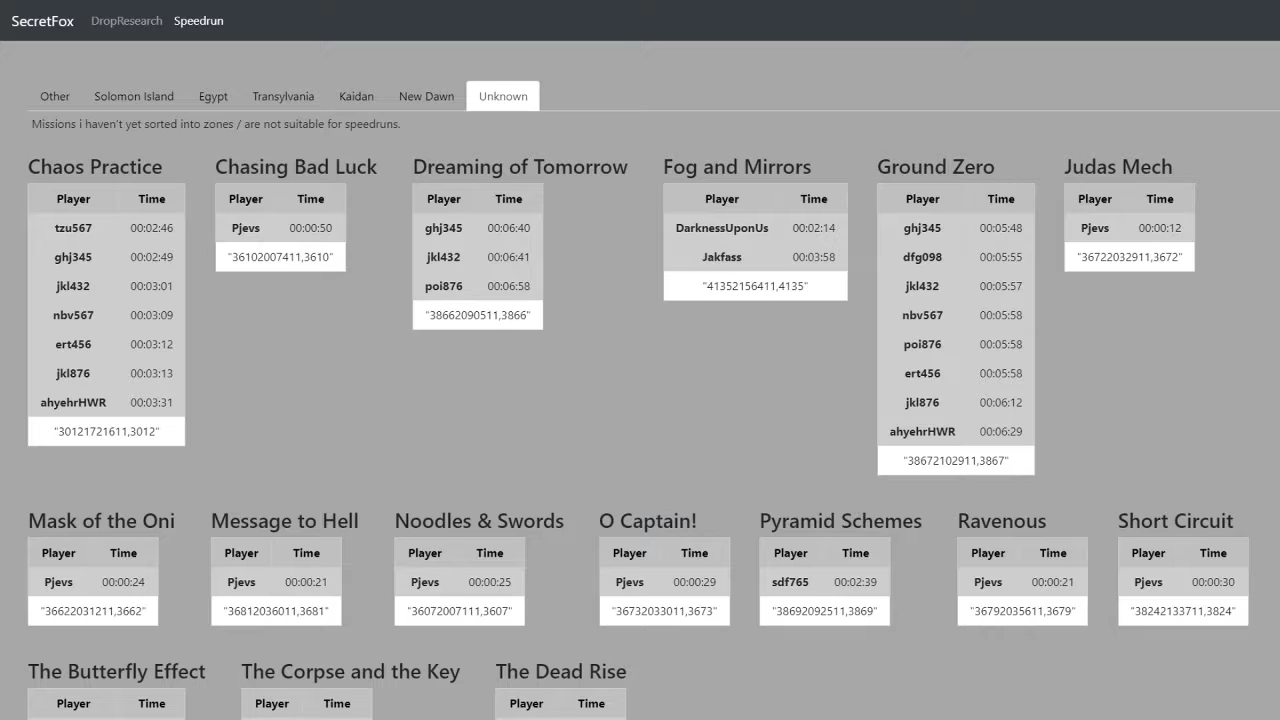 SecretFox DropResearch Speedrun
Other Solomon Island Egypt Transylvania Kaidan New Dawn Unknown
Missions i haven't yet sorted into zones / are not suitable for speedruns.
Chaos Practice
Player Time
tzu567 00:02:46
ghj345 00:02:49
jkl432 00:03:01
nbv567 00:03:09
ert456 00:03:12
jkl876 00:03:13
ahyehrHWR 00:03:31
"30121721611,3012"
Chasing Bad Luck
Player Time
Pjevs 00:00:50
"36102007411,3610"
Dreaming of Tomorrow
Player Time
ghj345 00:06:40
jkl432 00:06:41
poi876 00:06:58
"38662090511,3866"
Fog and Mirrors
Player Time
DarknessUponUs 00:02:14
Jakfass 00:03:58
"41352156411,4135"
Ground Zero
Player Time
ghj345 00:05:48
dfg098 00:05:55
jkl432 00:05:57
nbv567 00:05:58
poi876 00:05:58
ert456 00:05:58
jkl876 00:06:12
ahyehrHWR 00:06:29
"38672102911,3867"
Judas Mech
Player Time
Pjevs 00:00:12
"36722032911,3672"
Mask of the Oni
Player Time
Pjevs 00:00:24
"36622031211,3662"
Message to Hell
Player Time
Pjevs 00:00:21
"36812036011,3681"
Noodles & Swords
Player Time
Pjevs 00:00:25
"36072007111,3607"
O Captain!
Player Time
Pjevs 00:00:29
"36732033011,3673"
Pyramid Schemes
Player Time
sdf765 00:02:39
"38692092511,3869"
Ravenous
Player Time
Pjevs 00:00:21
"36792035611,3679"
Short Circuit
Player Time
Pjevs 00:00:30
"38242133711,3824"
The Butterfly Effect
Player Time
The Corpse and the Key
Player Time
The Dead Rise
Player Time